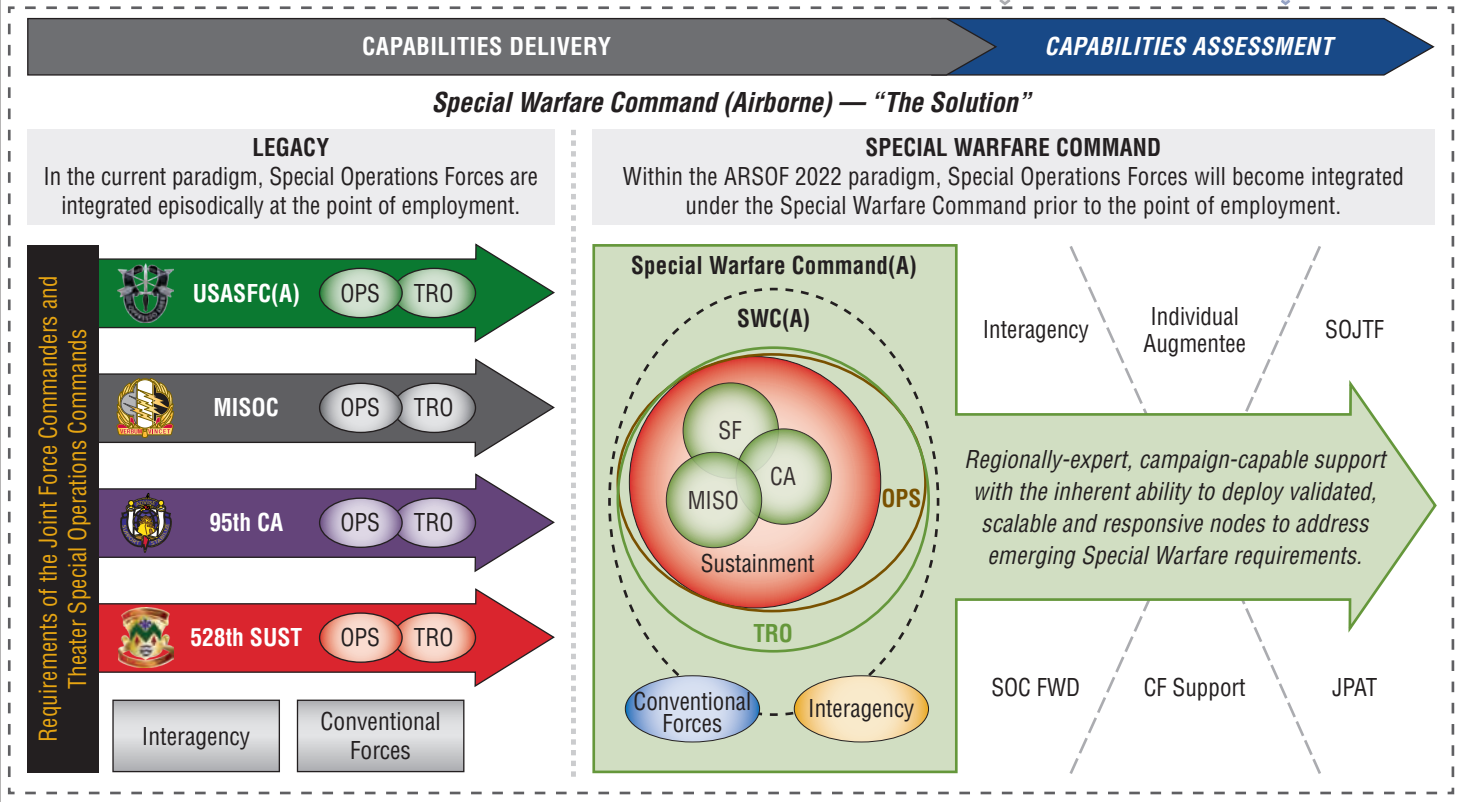 CAPABILITIES DELIVERY
CAPABILITIES ASSESSMENT
Special Warfare Command (Airborne) — “The Solution”
LEGACY
In the current paradigm, Special Operations Forces are
integrated episodically at the point of employment.
SPECIAL WARFARE COMMAND
Within the ARSOF 2022 paradigm, Special Operations Forces will become integrated
under the Special Warfare Command prior to the point of employment.
Requirements of the Joint Force Commanders and
Theater Special Operations Commands
USASFC(A)
OPS
TRO
MISOC
OPS
TRO
VERBUM VINCET
95th CA
OPS
TRO
528th SUST
OPS
TRO
Interagency
Conventional
Forces
Special Warfare Command(A)
SWC(A)
SF
CA
MISO
OPS
Sustainment
TRO
Conventional
Forces
Interagency
Interagency
Individual
Augmentee
SOJTF
Regionally-expert, campaign-capable support
with the inherent ability to deploy validated,
scalable and responsive nodes to address
emerging Special Warfare requirements.
SOC FWD
CF Support
JPAT